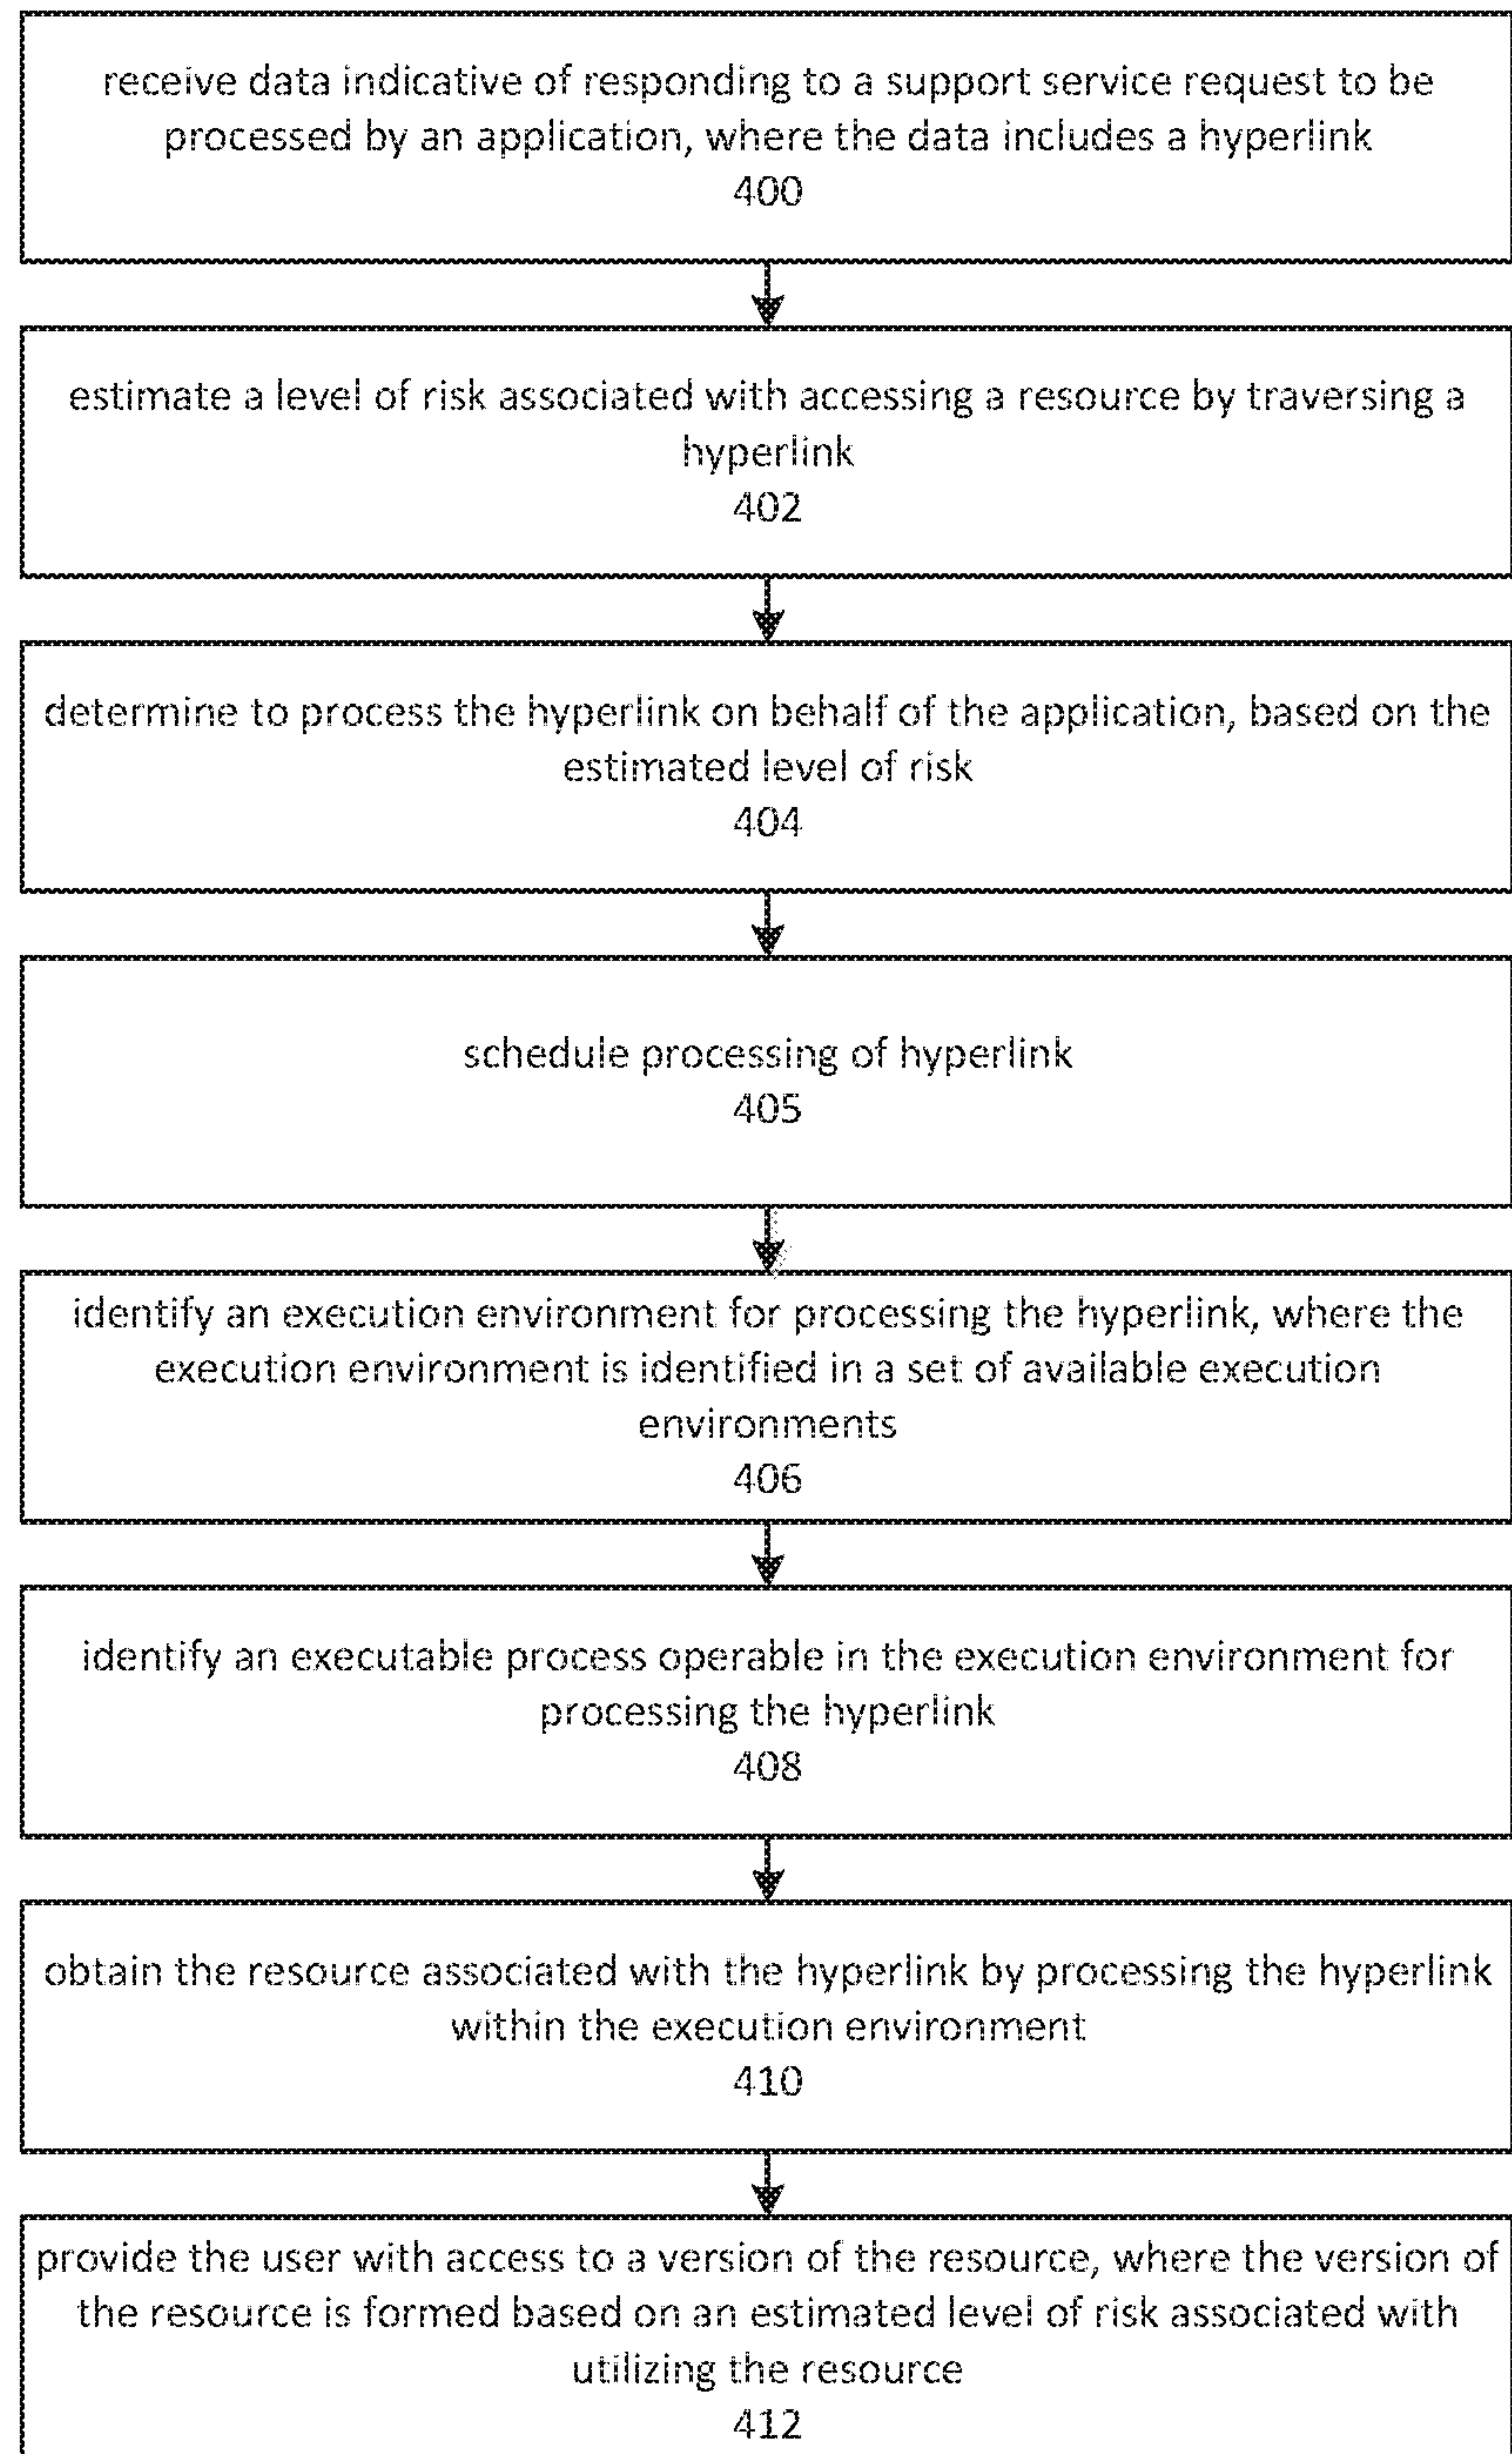 receive data indicative of responding to a support service request to be
processed by an application, where the data includes a hyperlink
400
estimate a level of risk associated with accessing a resource by traversing a
hyperlink
402
determine to process the hyperlink on behalf of the application, based on the
estimated level of risk
404
schedule processing of hyperlink
405
identify an execution environment for processing the hyperlink, where the
execution environment is identified in a set of available execution
environments
406
identify an executable process operable in the execution environment for
processing the hyperlink
408
obtain the resource associated with the hyperlink by processing the hyperlink
within the execution environment
410
provide the user with access to a version of the resource, where the version of
the resource is formed based on an estimated level of risk associated with
utilizing the resource
412